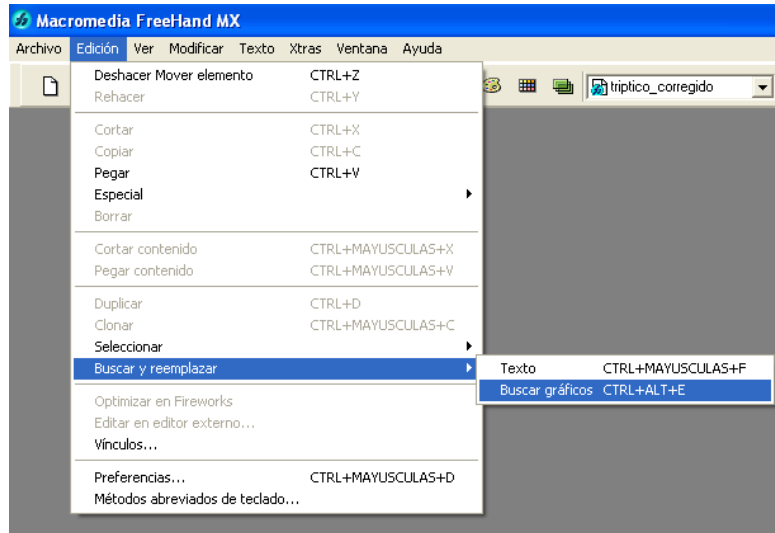 Macromedia FreeHand MX
Archivo Edición Ver Modificar Texto Xtras Ventana Ayuda
triptico_corregido
Deshacer Mover elemento CTRL+Z
Rehacer CTRL+Y
Cortar CTRL+X
Copiar CTRL+C
Pegar CTRL+V
Especial
Borrar
Cortar contenido CTRL+MAYUSCULAS+X
Pegar contenido CTRL+MAYUSCULAS+V
Duplicar CTRL+D
Clonar CTRL+MAYUSCULAS+C
Seleccionar
Buscar y reemplazar
Texto CTRL+MAYUSCULAS+F
Buscar gráficos CTRL+ALT+E
Optimizar en Fireworks
Editar en editor externo...
Vínculos...
Preferencias... CTRL+MAYUSCULAS+D
Métodos abreviados de teclado...